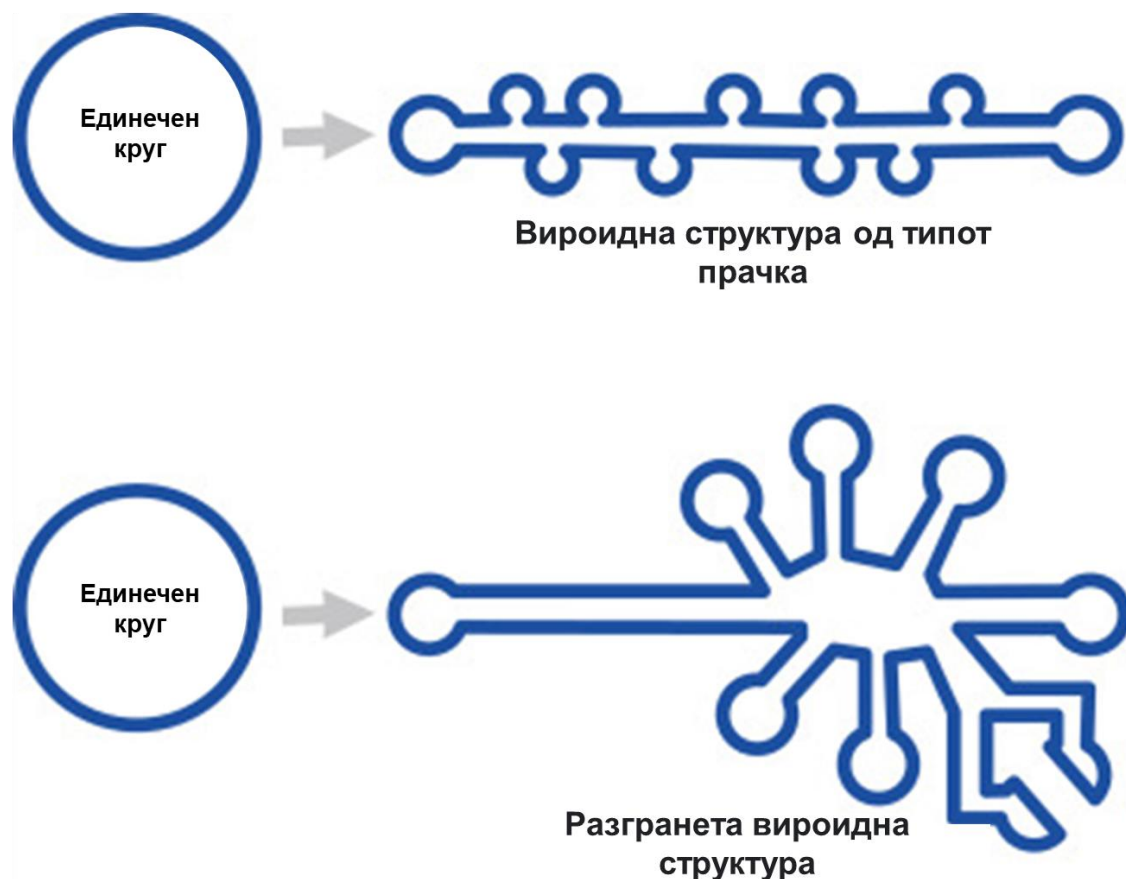 Единечен
круг
Вироидна структура од типот
прачка
Единечен
круг
Разгранета вироидна
структура